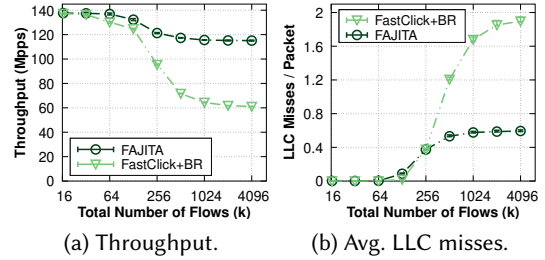 Throughput (Mpps)
140
120
100
80
60
40
20
0
FAJITA
FastClick+BR
16 64 256 1024 4096
Total Number of Flows (k)
(a) Throughput.
LLC Misses / Packet
2
1.6
1.2
0.8
0.4
0
FastClick+BR
FAJITA
16 64 256 1024 4096
Total Number of Flows (k)
(b) Avg. LLC misses.